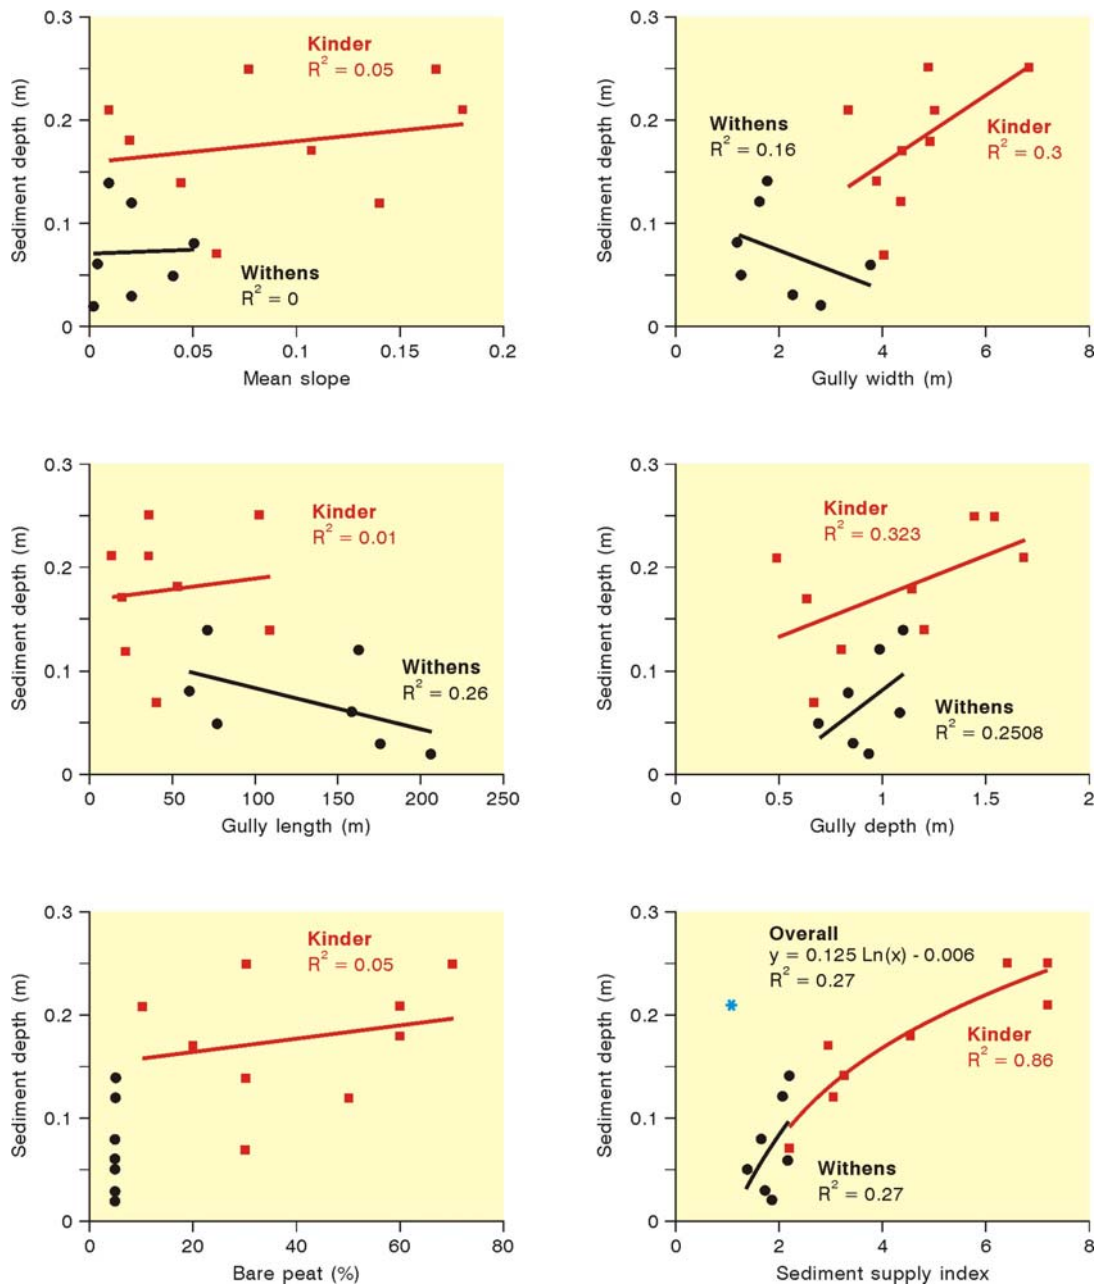 0.3
0.2
0.1
0
Sediment depth (m)
Kinder
R² = 0.05
Withens
R² = 0
0 0.05 0.1 0.15 0.2
Mean slope
0.3
0.2
0.1
0
Sediment depth (m)
Withens
R² = 0.16
Kinder
R² = 0.3
0 2 4 6 8
Gully width (m)
0.3
0.2
0.1
0
Sediment depth (m)
Kinder
R² = 0.01
Withens
R² = 0.26
0 50 100 150 200 250
Gully length (m)
0.3
0.2
0.1
0
Sediment depth (m)
Kinder
R² = 0.323
Withens
R² = 0.2508
0 0.5 1 1.5 2
Gully depth (m)
0.3
0.2
0.1
0
Sediment depth (m)
Kinder
R² = 0.05
0 20 40 60 80
Bare peat (%)
0.3
0.2
0.1
0
Sediment depth (m)
Overall
y = 0.125 Ln(x) - 0.006
R² = 0.27
Kinder
R² = 0.86
Withens
R² = 0.27
0 2 4 6 8
Sediment supply index